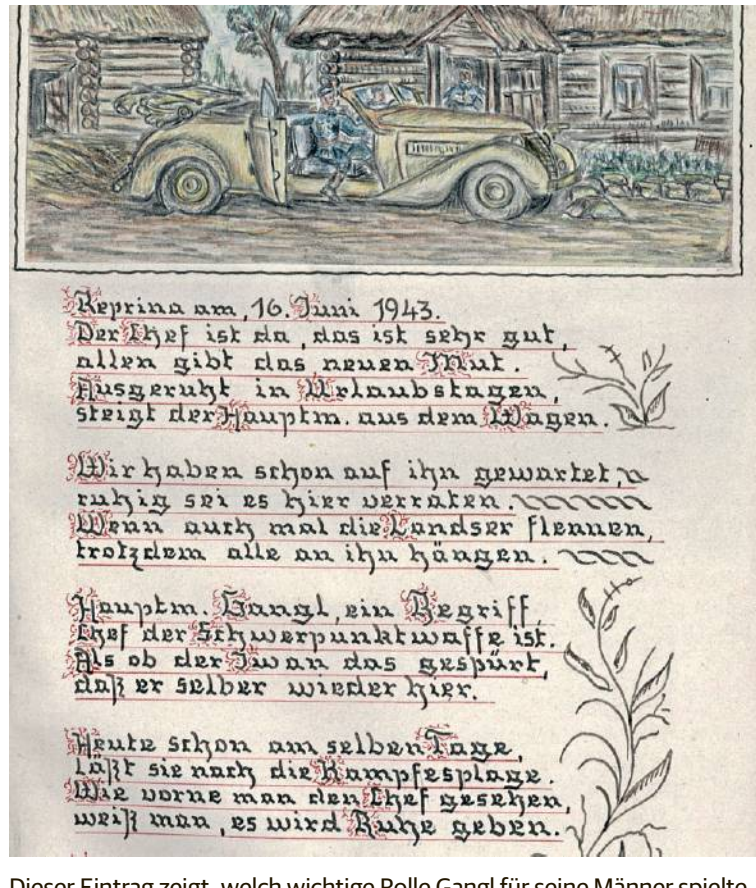 Reprina am, 16. Juni 1943.
Der Chef ist da, das ist sehr gut,
allen gibt das neuen Mut.
Ausgeruht in Urlaubstagen,
steigt der Hauptm. aus dem Wagen.
Wir haben schon auf ihn gewartet,
ruhig sei es hier verraten.
Wenn auch mal die Landser flennen,
trotzdem alle an ihn hängen.
Hauptm. Gangl, ein Begriff,
Chef der Schwerpunktwaffe ist.
Als ob der Iwan das gespürt,
daß er selber wieder hier.
Heute schon am selben Tage,
Läßt sie nach die Kampfesplage.
Wie vorne man den Chef gesehen,
weiß man, es wird Ruhe geben.
Dieser Eintrag zeigt, welch wichtige Rolle Gangl für seine Männer spielte